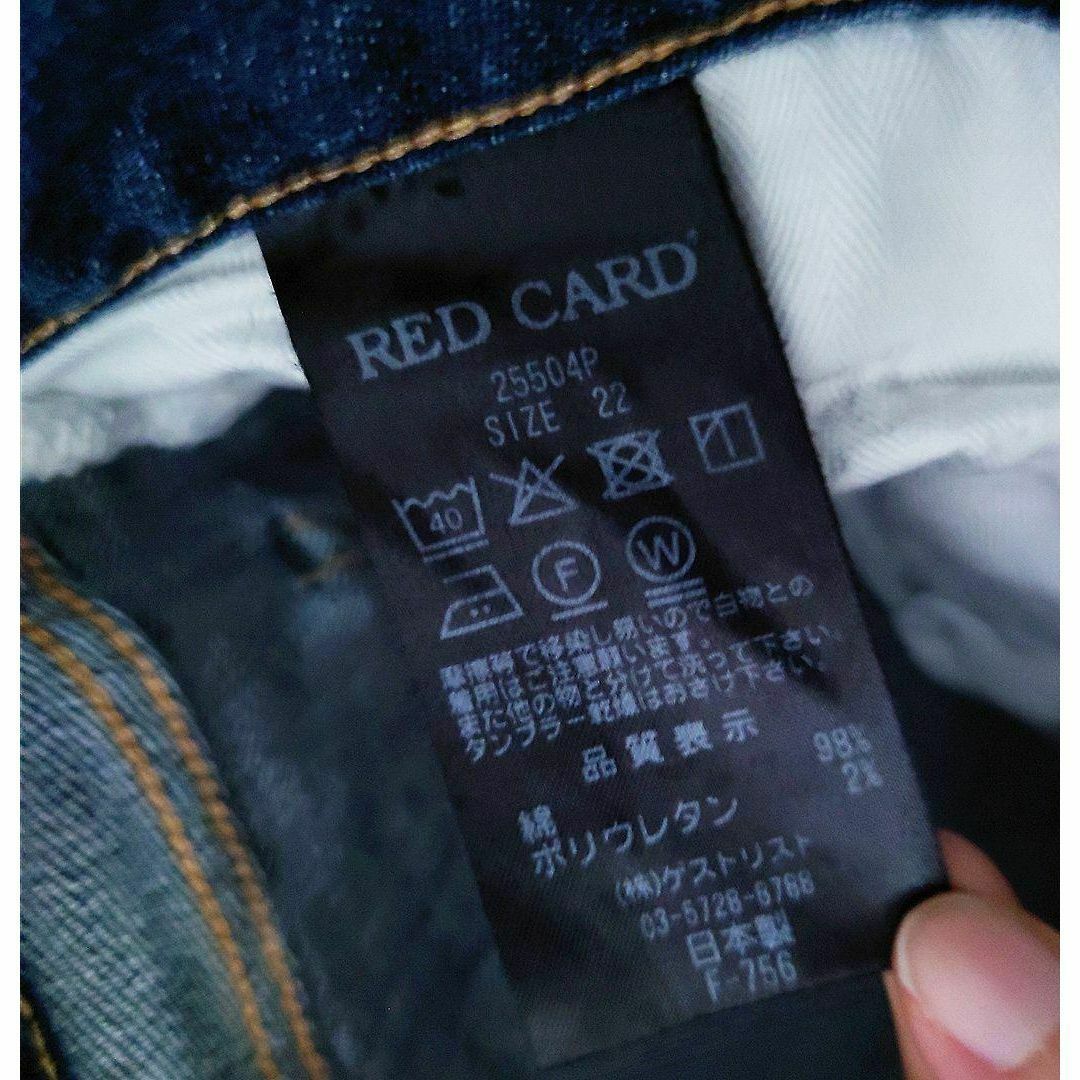 RED CARD
25504P
SIZE 22
40
F W
摩擦等で移染し易いので白物との
着用はご注意願います。
また他の物と分けて洗って下さい。
タンブラー乾燥はおさけ下さい。
品質表示
綿 98%
ポリウレタン 2%
(株)ゲストリスト
03-6728-6788
日本製
F-756